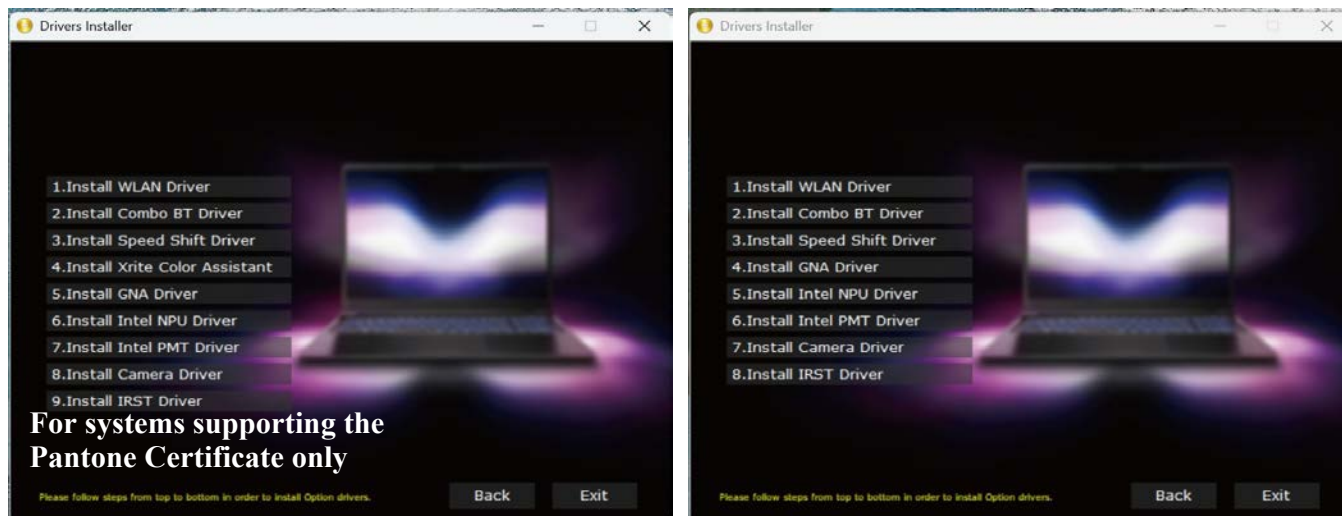 Drivers Installer
1.Install WLAN Driver
2.Install Combo BT Driver
3.Install Speed Shift Driver
4.Install Xrite Color Assistant
5.Install GNA Driver
6.Install Intel NPU Driver
7.Install Intel PMT Driver
8.Install Camera Driver
9.Install IRST Driver
For systems supporting the
Pantone Certificate only
Please follow steps from top to bottom in order to install Option drivers.
Back
Exit
Drivers Installer
1.Install WLAN Driver
2.Install Combo BT Driver
3.Install Speed Shift Driver
4.Install GNA Driver
5.Install Intel NPU Driver
6.Install Intel PMT Driver
7.Install Camera Driver
8.Install IRST Driver
Please follow steps from top to bottom in order to install Option drivers.
Back
Exit